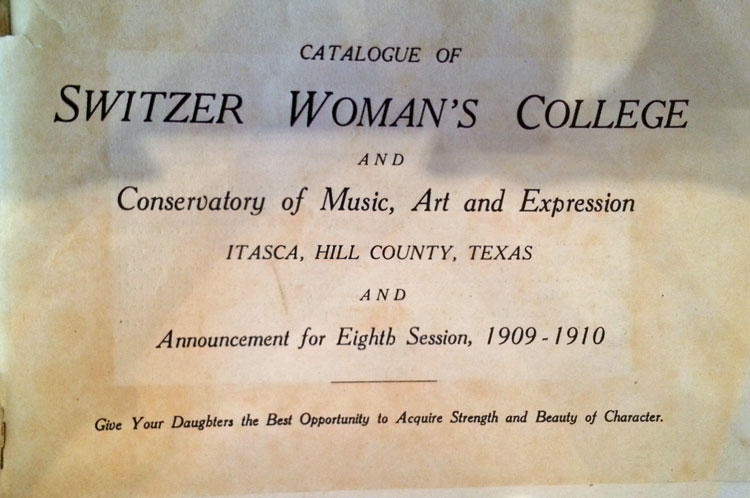 CATALOGUE OF
SWITZER WOMAN'S COLLEGE
AND
Conservatory of Music, Art and Expression
ITASCA, HILL COUNTY, TEXAS
AND
Announcement for Eighth Session, 1909-1910
Give Your Daughters the Best Opportunity to Acquire Strength and Beauty of Character.